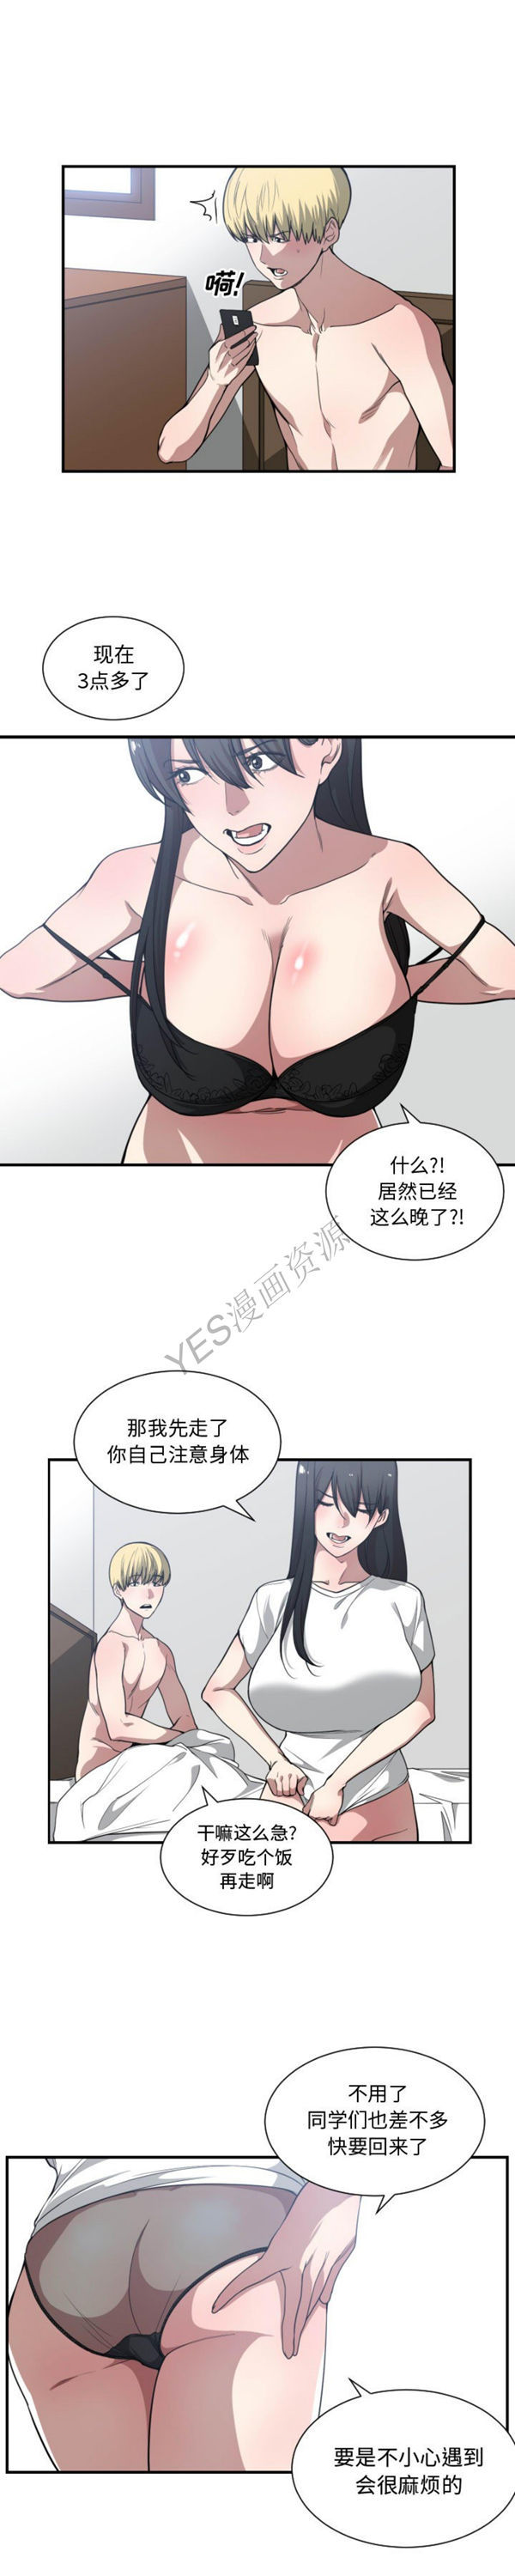 嗬!
现在
3点多了
什么?!
居然已经
这么晚了?!
YES漫画资源
那我先走了
你自己注意身体
干嘛这么急?
好歹吃个饭
再走啊
不用了
同学们也差不多
快要回来了
要是不小心遇到
会很麻烦的